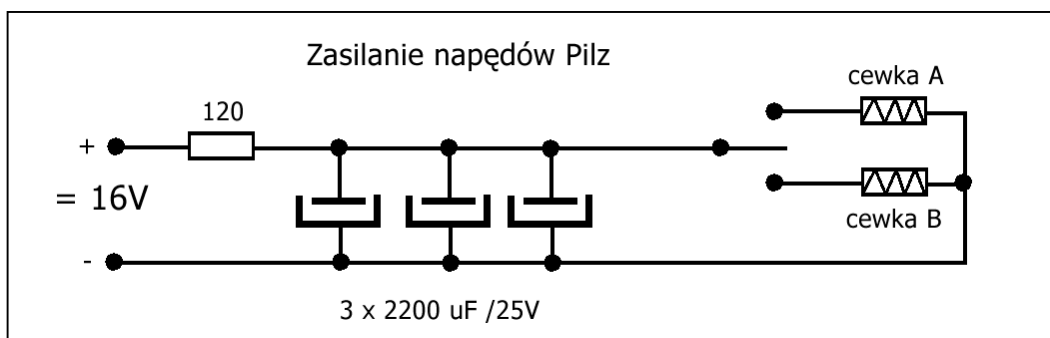 Zasilanie napędów Pilz
cewka A
120
+
= 16V
cewka B
-
3 x 2200 uF /25V